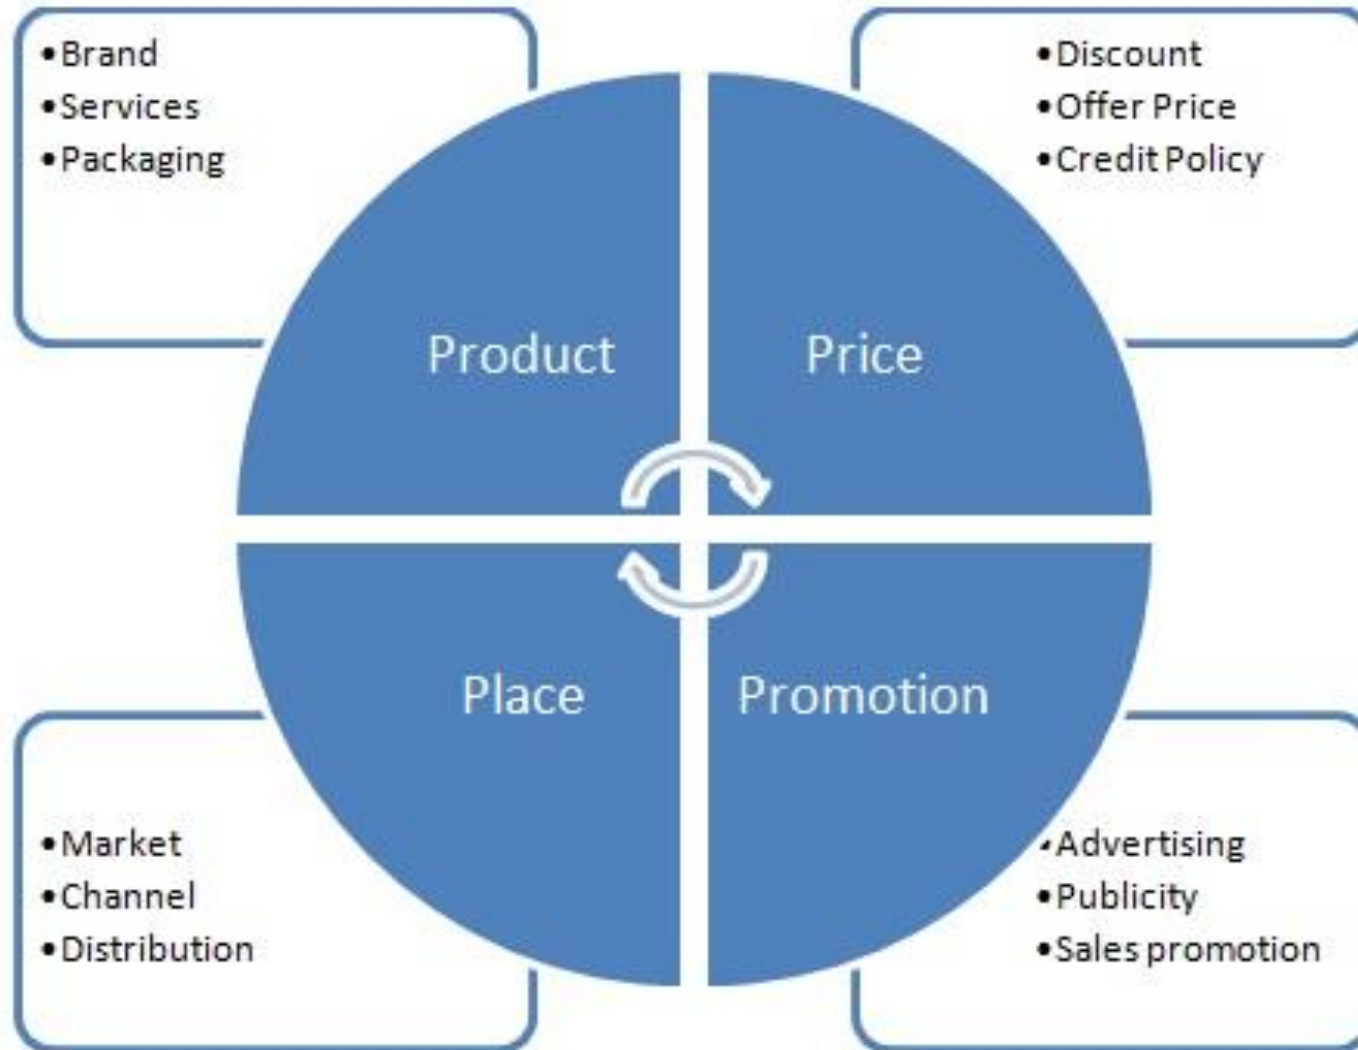 •Brand
•Services
•Packaging
•Discount
•Offer Price
•Credit Policy
Product
Price
Place
Promotion
•Market
•Channel
•Distribution
•Advertising
•Publicity
•Sales promotion